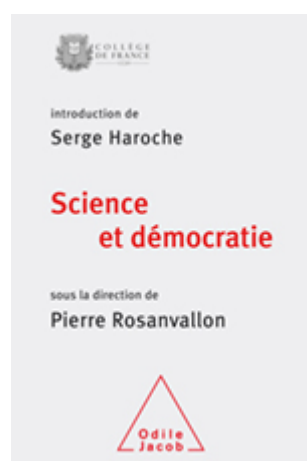 COLLÈGE
DE FRANCE
introduction de
Serge Haroche
Science
et démocratie
sous la direction de
Pierre Rosanvallon
Odile
Jacob